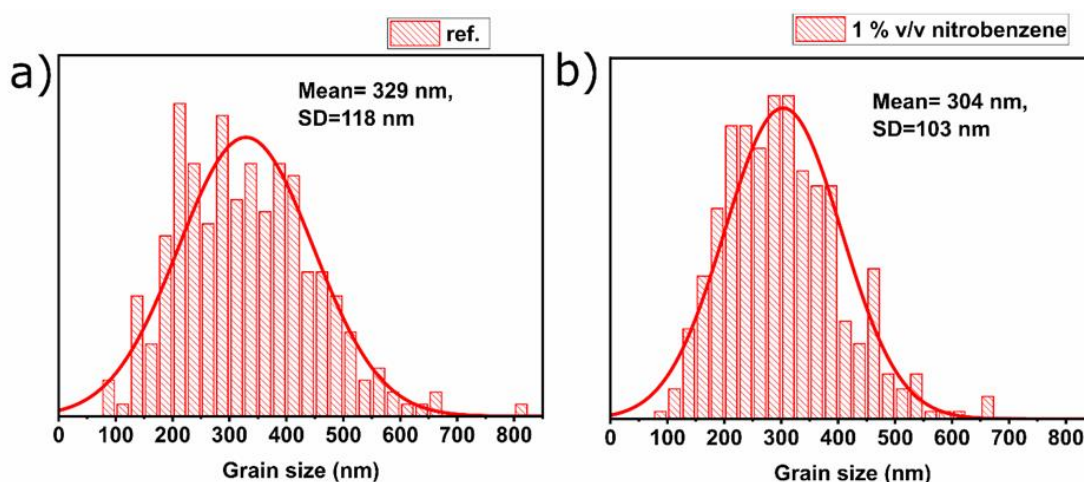 ref.
a)
Mean= 329 nm,
SD=118 nm
0 100 200 300 400 500 600 700 800
Grain size (nm)
1 % v/v nitrobenzene
b)
Mean= 304 nm,
SD=103 nm
0 100 200 300 400 500 600 700 800
Grain size (nm)